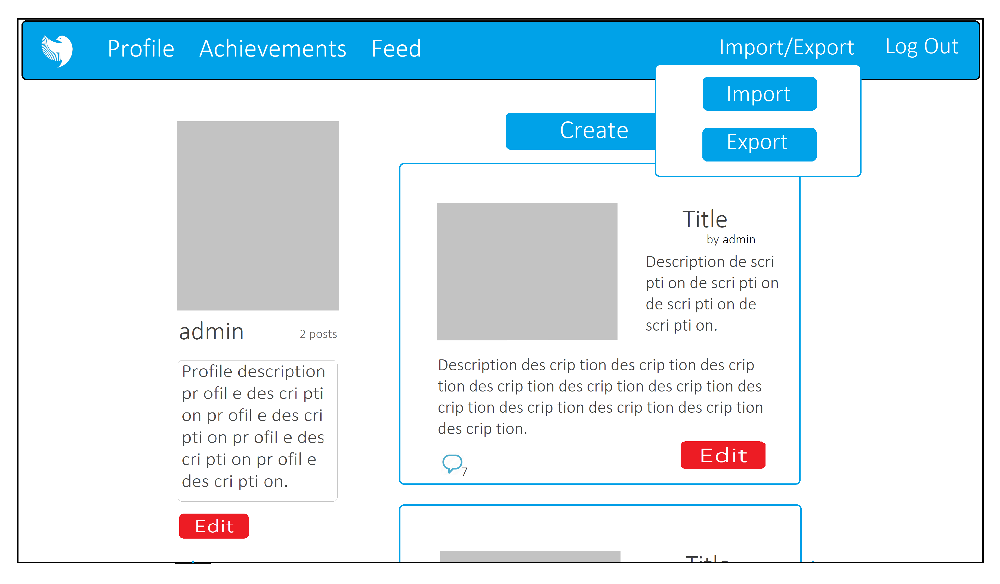 Profile Achievements Feed Import/Export Log Out
Import
Export
Create
admin 2 posts
Profile description
pr ofil e des cri pti
on pr ofil e des cri
pti on pr ofil e des
cri pti on pr ofil e
des cri pti on.
Edit
Title
by admin
Description de scri
pti on de scri pti on
de scri pti on de
scri pti on.
Description des crip tion des crip tion des crip
tion des crip tion des crip tion des crip tion des
crip tion des crip tion des crip tion des crip tion
des crip tion.
7
Edit
Title